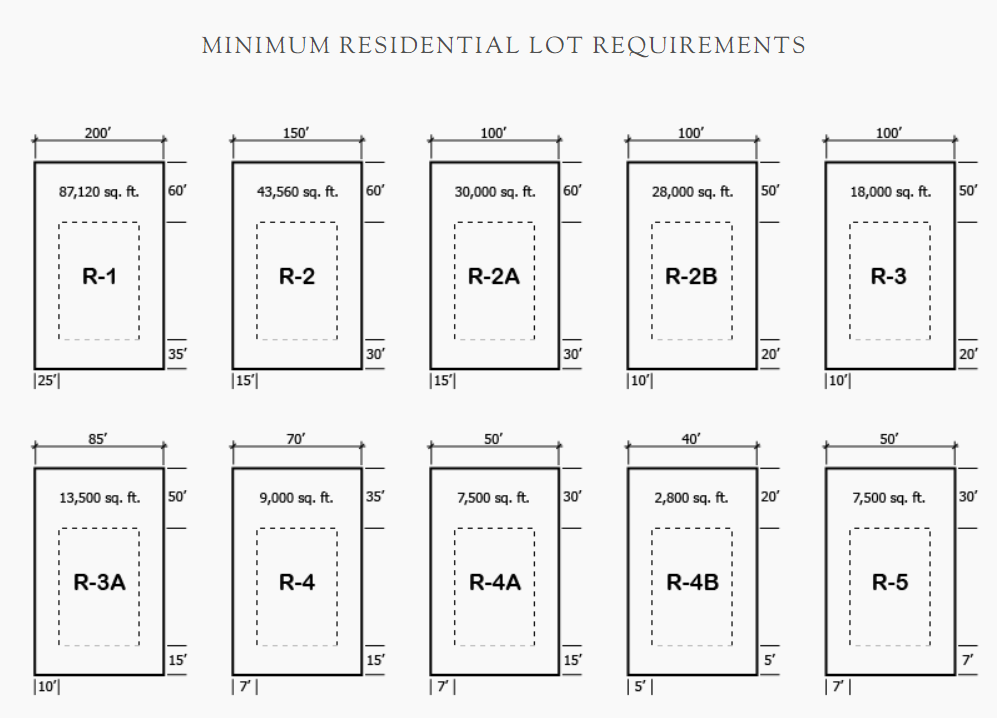 MINIMUM RESIDENTIAL LOT REQUIREMENTS
200′ 150′ 100′ 100′ 100′
87,120 sq. ft. 60′ 43,560 sq. ft. 60′ 30,000 sq. ft. 60′ 28,000 sq. ft. 50′ 18,000 sq. ft. 50′
R-1 R-2 R-2A R-2B R-3
35′ 30′ 30′ 20′ 20′
25′ 15′ 15′ 10′ 10′
85′ 70′ 50′ 40′ 50′
13,500 sq. ft. 50′ 9,000 sq. ft. 35′ 7,500 sq. ft. 30′ 2,800 sq. ft. 20′ 7,500 sq. ft. 30′
R-3A R-4 R-4A R-4B R-5
15′ 15′ 15′ 5′ 7′
10′ 7′ 7′ 5′ 7′